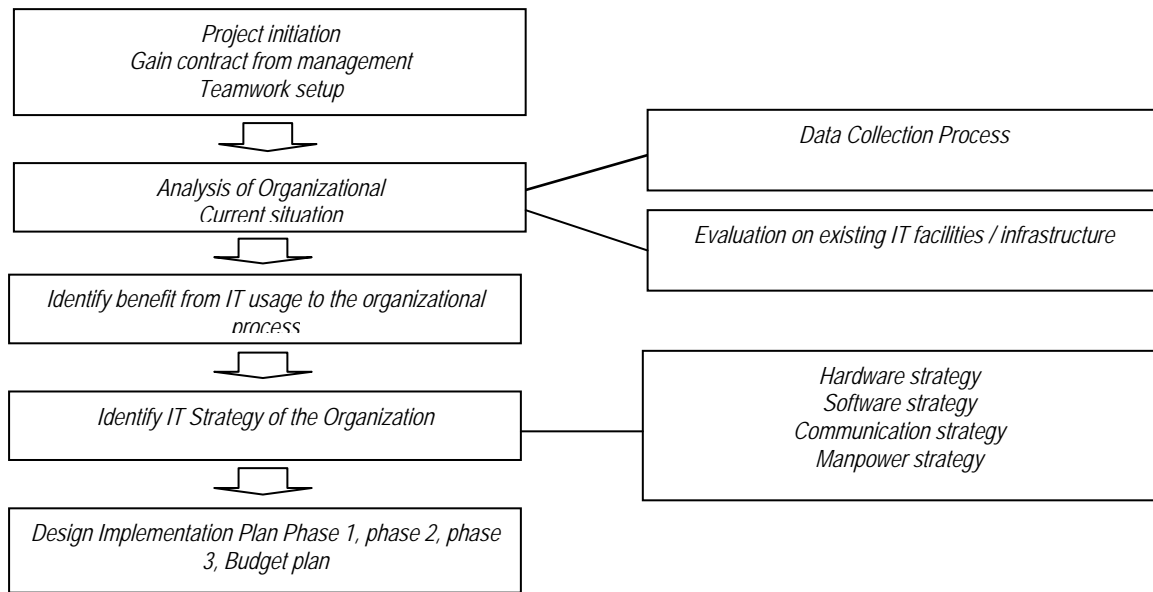 Project initiation
Gain contract from management
Teamwork setup
Data Collection Process
Analysis of Organizational
Current situation
Evaluation on existing IT facilities / infrastructure
Identify benefit from IT usage to the organizational
process
Hardware strategy
Software strategy
Communication strategy
Manpower strategy
Identify IT Strategy of the Organization
Design Implementation Plan Phase 1, phase 2, phase
3, Budget plan